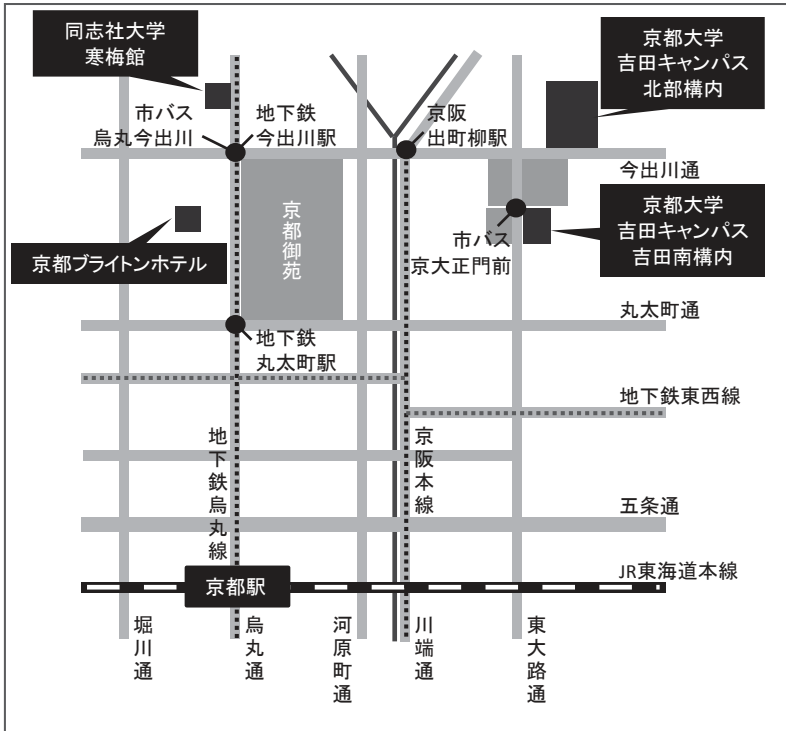 同志社大学
寒梅館
京都大学
吉田キャンパス
北部構内
市バス
烏丸今出川
地下鉄
今出川駅
京阪
出町柳駅
今出川通
京都御苑
京都ブライトンホテル
市バス
京大正門前
京都大学
吉田キャンパス
吉田南構内
丸太町通
地下鉄
丸太町駅
地下鉄東西線
地下鉄烏丸線
京阪本線
五条通
JR東海道本線
京都駅
堀川通
烏丸通
河原町通
川端通
東大路通